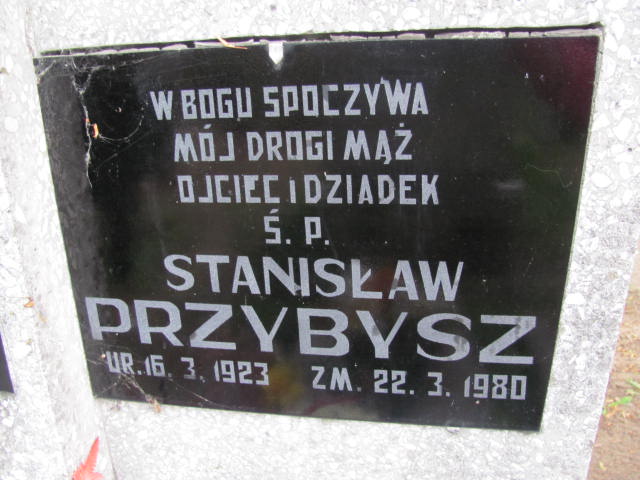 W BOGU SPOCZYWA
MÓJ DROGI MĄŻ
OJCIEC i DZIADEK
Ś. P.
STANISŁAW
PRZYBYSZ
UR. 16. 3. 1923 ZM. 22. 3. 1980